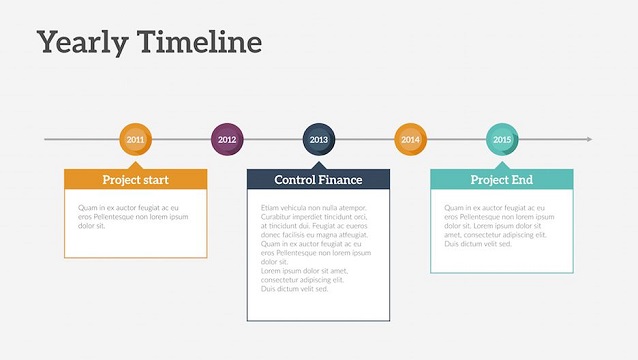 Yearly Timeline
2011
2012
2013
2014
2015
Project start
Quam in ex auctor feugiat, ac eu
eros Pellentesque non lorem ipsum
dolor sit.
Control Finance
Etiam vehicula non nulla mattis.
Curabitur imperdiet tincidunt orci,
at tincidunt dui. Feugiat ac eueros
donec facilisis eu magna atfeugiat.
Quam in ex auctor feugiat, ac eu
eros Pellentesque non lorem ipsum
dolor sit.
Lorem ipsum dolor sit amet,
consectetur adipiscing elit.
Duis dictum velit sed.
Project End
Quam in ex auctor feugiat, ac eu
eros Pellentesque non lorem ipsum
dolor sit. Lorem ipsum dolor sit
amet, consectetur adipiscing elit.
Duis dictum velit sed.